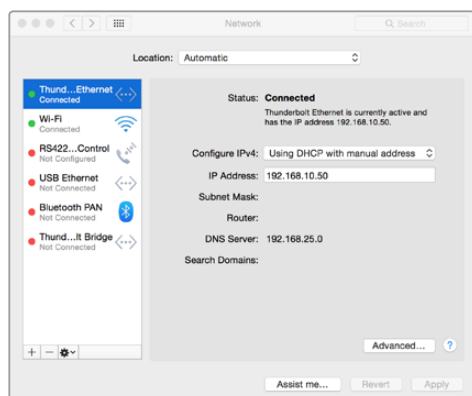 Network
Search
Location: Automatic
Thund...Ethernet
Connected
Wi-Fi
Connected
RS422...Control
Not Configured
USB Ethernet
Not Connected
Bluetooth PAN
Not Connected
Thund...lt Bridge
Not Connected
Status: Connected
Thunderbolt Ethernet is currently active and
has the IP address 192.168.10.50.
Configure IPv4: Using DHCP with manual address
IP Address: 192.168.10.50
Subnet Mask:
Router:
DNS Server: 192.168.25.0
Search Domains:
Advanced...
?
Assist me...
Revert
Apply